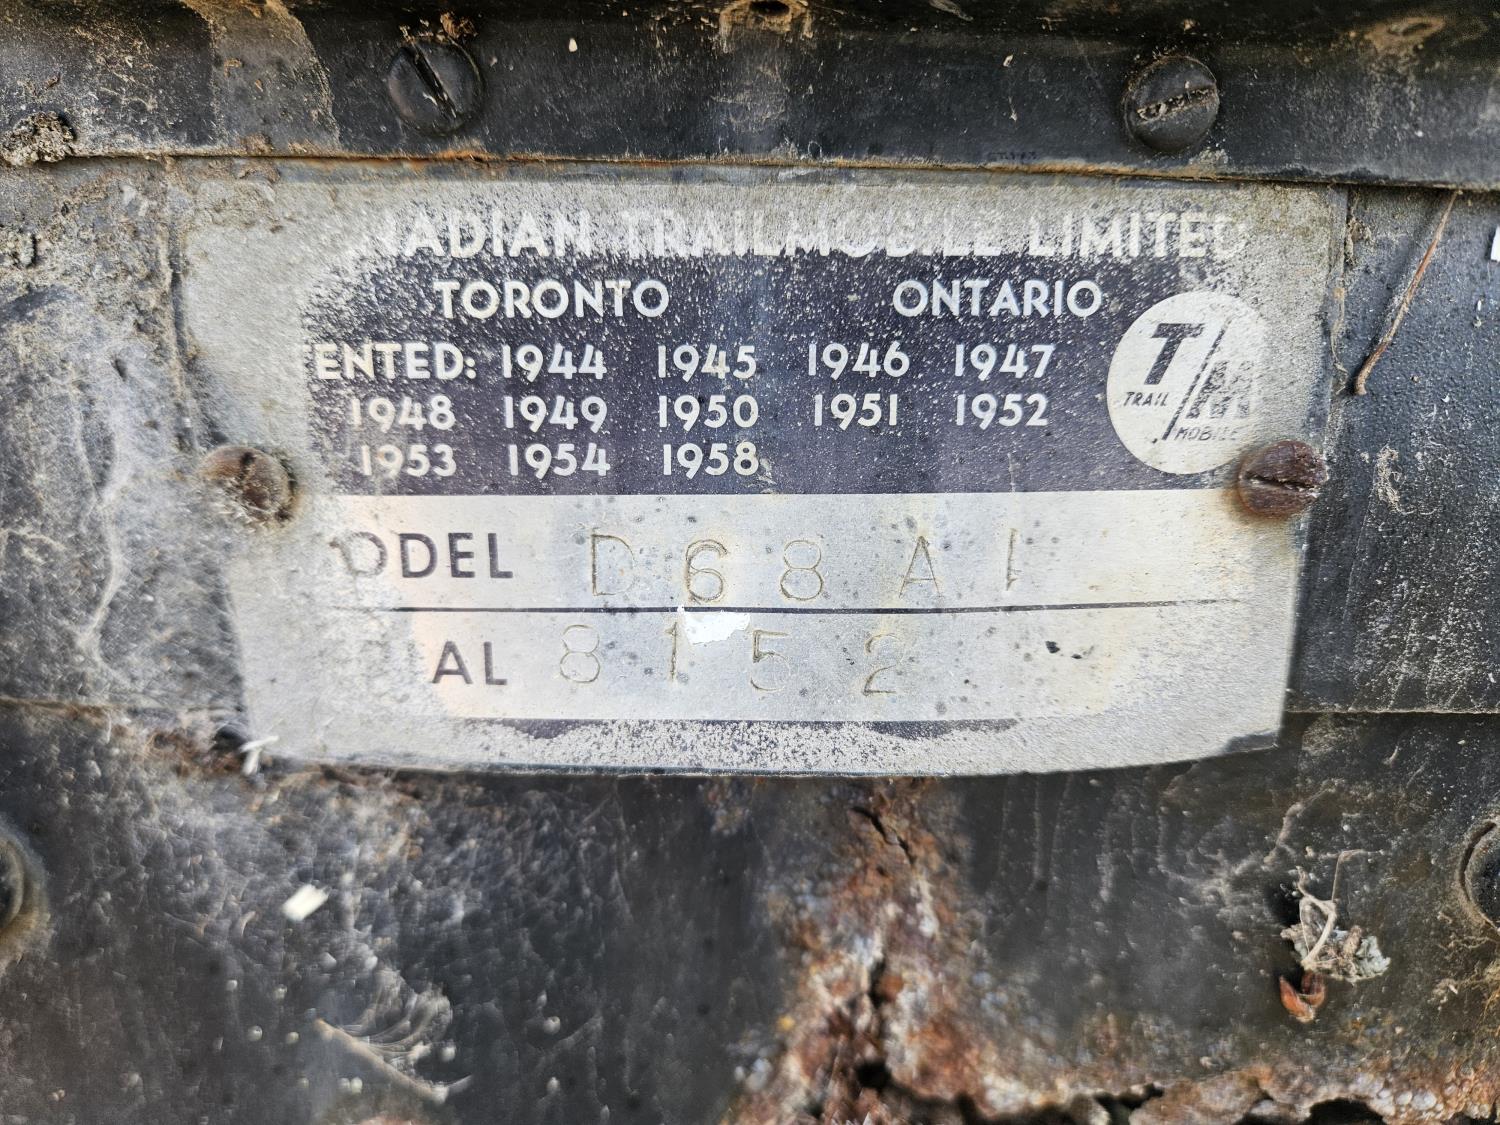 NADIAN TRAILMOBILE LIMITED
TORONTO ONTARIO
ENTED: 1944 1945 1946 1947
1948 1949 1950 1951 1952
1953 1954 1958
T/M
TRAIL
MOBILE
ODEL D68A1
AL 8152